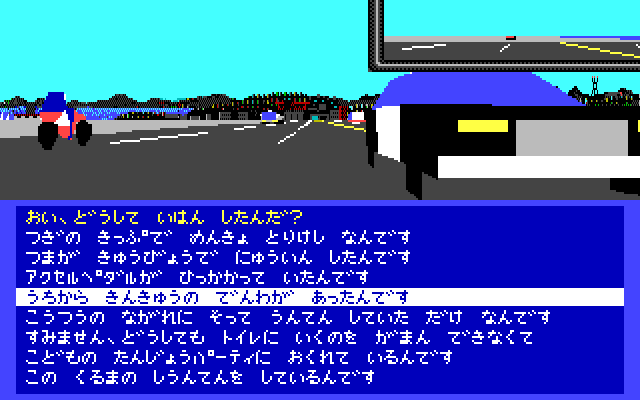 おい、どうして いはん したんだ?
つぎの きっぷで めんきょ とりけし なんです
つまが きゅうびょうで にゅういん したんです
アクセルペダルが ひっかかって いたんです
うろから きんきゅうの でんわが あったんです
こうつうの ながれに そって うんてん していた だけ なんです
すみません、どうしても トイレに いくのを がまん できなくて
こどもの たんじょうパーティに おくれて いるんです
この くるまの しうんてんを しているんです